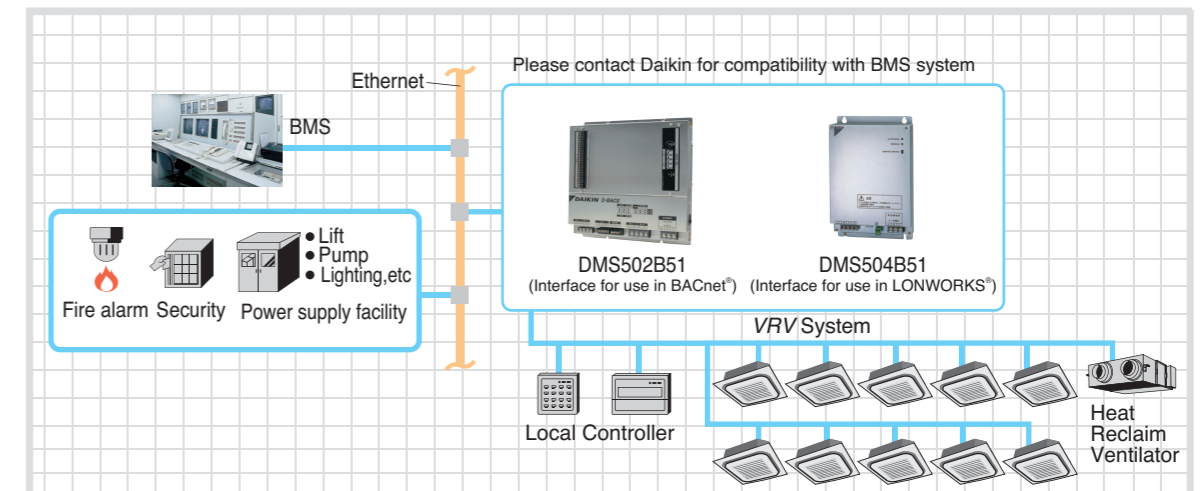 Please contact Daikin for compatibility with BMS system
Ethernet
BMS
DAIKIN D-BACS
DMS502B51
(Interface for use in BACnet®)
DMS504B51
(Interface for use in LONWORKS®)
• Lift
• Pump
• Lighting,etc
Fire alarm
Security
Power supply facility
VRV System
Local Controller
Heat
Reclaim
Ventilator